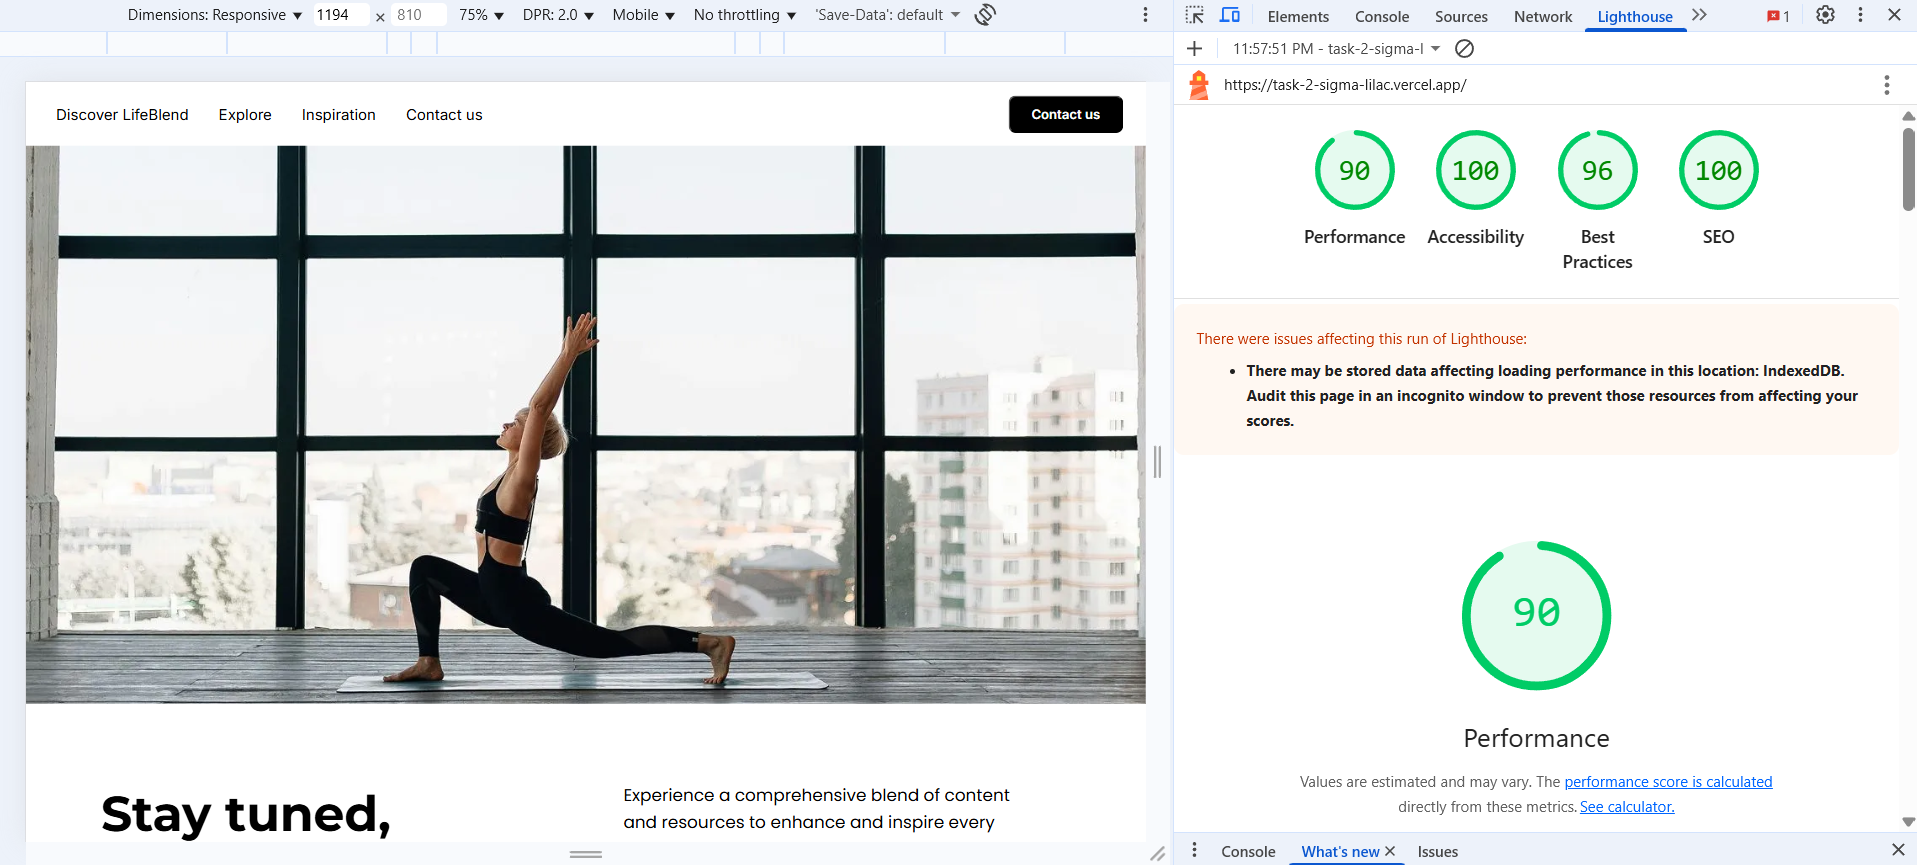 Dimensions: Responsive 1194 × 810 75% DPR: 2.0 Mobile No throttling 'Save-Data': default
Discover LifeBlend Explore Inspiration Contact us Contact us
Stay tuned,
Experience a comprehensive blend of content
and resources to enhance and inspire every
Elements Console Sources Network Lighthouse 1
11:57:51 PM - task-2-sigma-l
https://task-2-sigma-lilac.vercel.app/
90 100 96 100
Performance Accessibility Best SEO
Practices
There were issues affecting this run of Lighthouse:
• There may be stored data affecting loading performance in this location: IndexedDB.
Audit this page in an incognito window to prevent those resources from affecting your
scores.
90
Performance
Values are estimated and may vary. The performance score is calculated
directly from these metrics. See calculator.
Console What's new Issues